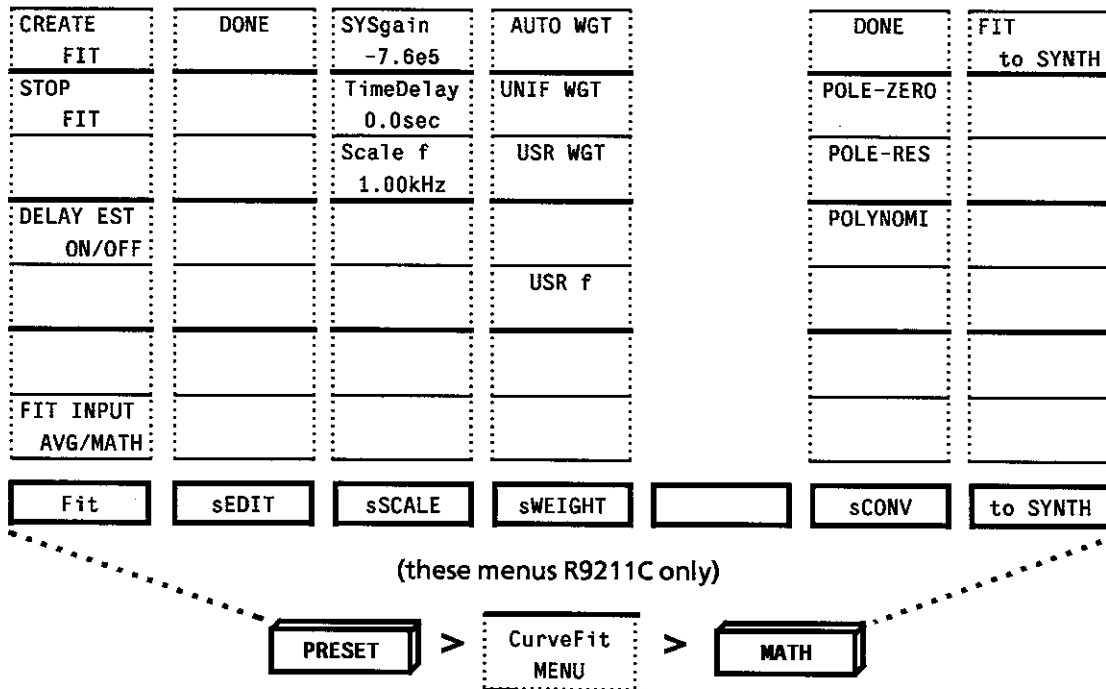 CREATE
FIT
STOP
FIT
DELAY EST
ON/OFF
FIT INPUT
AVG/MATH
Fit
DONE
sEDIT
SYSgain
-7.6e5
TimeDelay
0.0sec
Scale f
1.00kHz
sSCALE
AUTO WGT
UNIF WGT
USR WGT
USR f
sWEIGHT
DONE
POLE-ZERO
POLE-RES
POLYNOMI
sCONV
FIT
to SYNTH
to SYNTH
(these menus R9211C only)
PRESET > CurveFit MENU > MATH